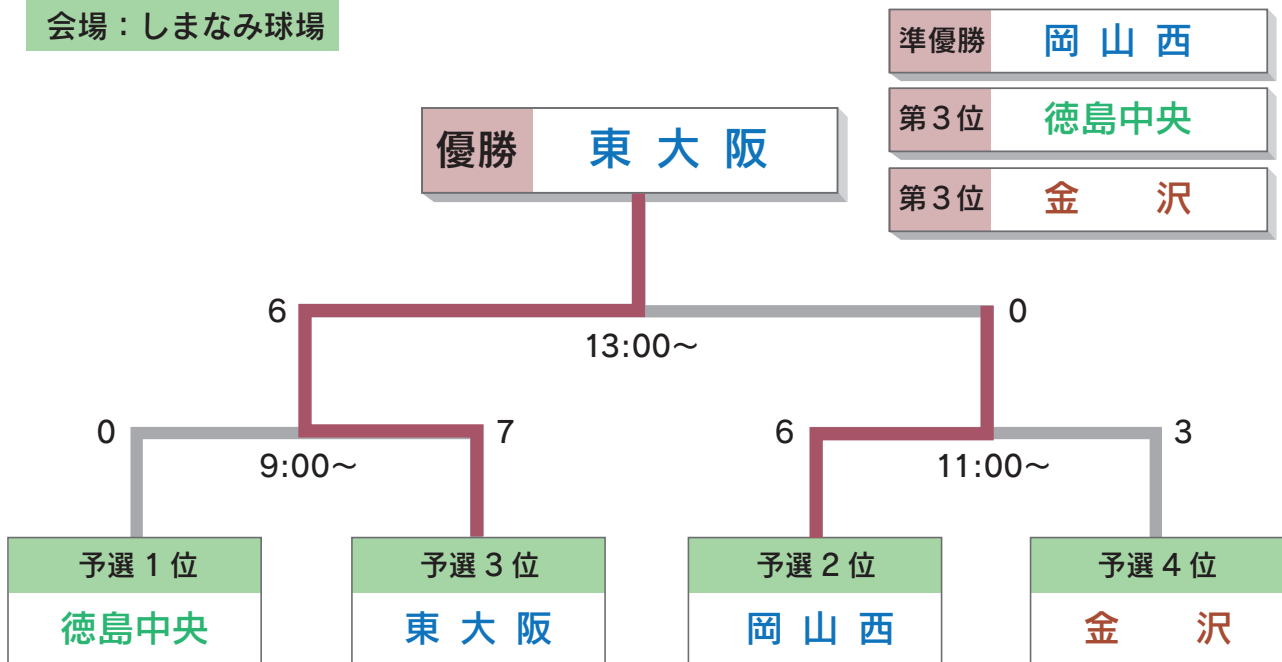 会場：しまなみ球場
準優勝 岡山西
第３位 徳島中央
第３位 金沢
優勝 東大阪
6 0
13:00～
0 7 6 3
9:00～ 11:00～
予選１位 予選３位 予選２位 予選４位
徳島中央 東大阪 岡山西 金沢